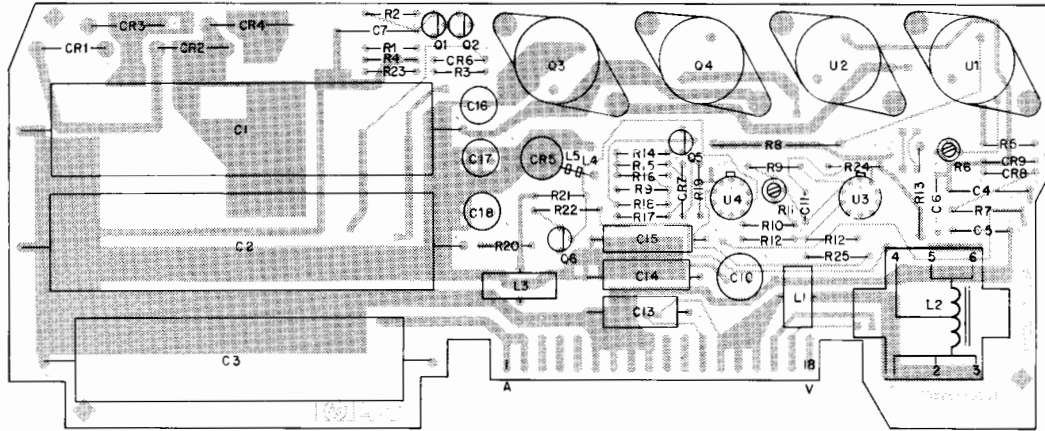 CR3
CR4
R2
C7
Q1
Q2
CR1
CR2
R1
R4
CR6
R23
R3
Q3
Q4
U2
U1
C16
C1
C17
CR5
L5
L4
R14
R15
R16
R9
R18
R17
CR7
R19
Q5
R8
R9
R24
R5
R6
CR9
CR8
C18
R21
R22
U4
R11
C11
U3
R13
C6
C4
R7
C5
C2
R20
Q6
C15
R10
R12
R12
R25
L3
C14
C10
L1
4
5
6
L2
C13
C3
1
18
2
3
A
V